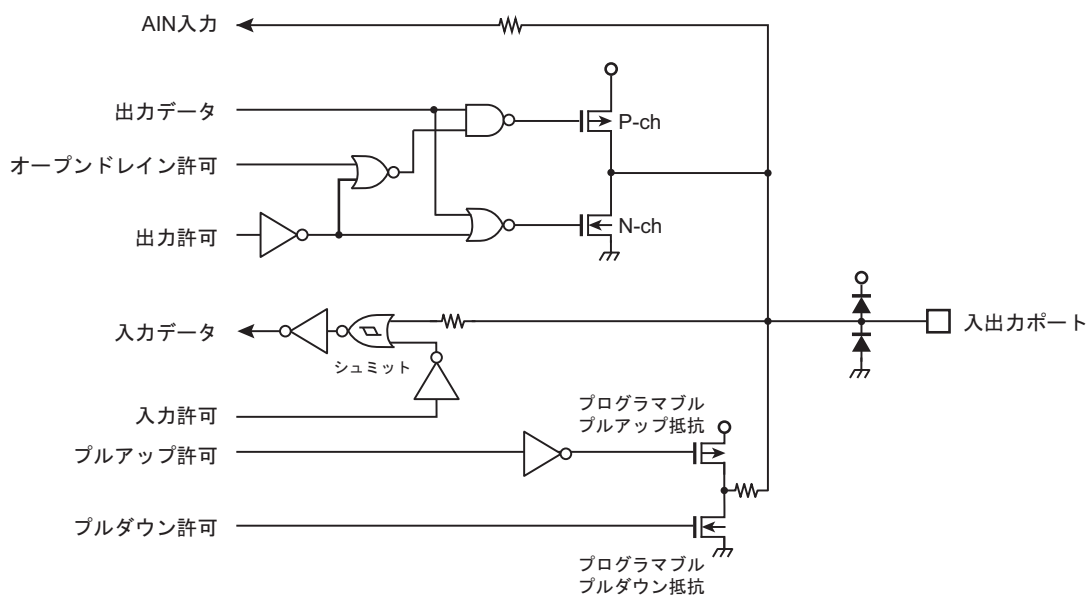 AIN入力
出力データ
P-ch
オープンドレイン許可
出力許可
N-ch
入力データ
シュミット
入出力ポート
入力許可
プログラマブル
プルアップ抵抗
プルアップ許可
プルダウン許可
プログラマブル
プルダウン抵抗